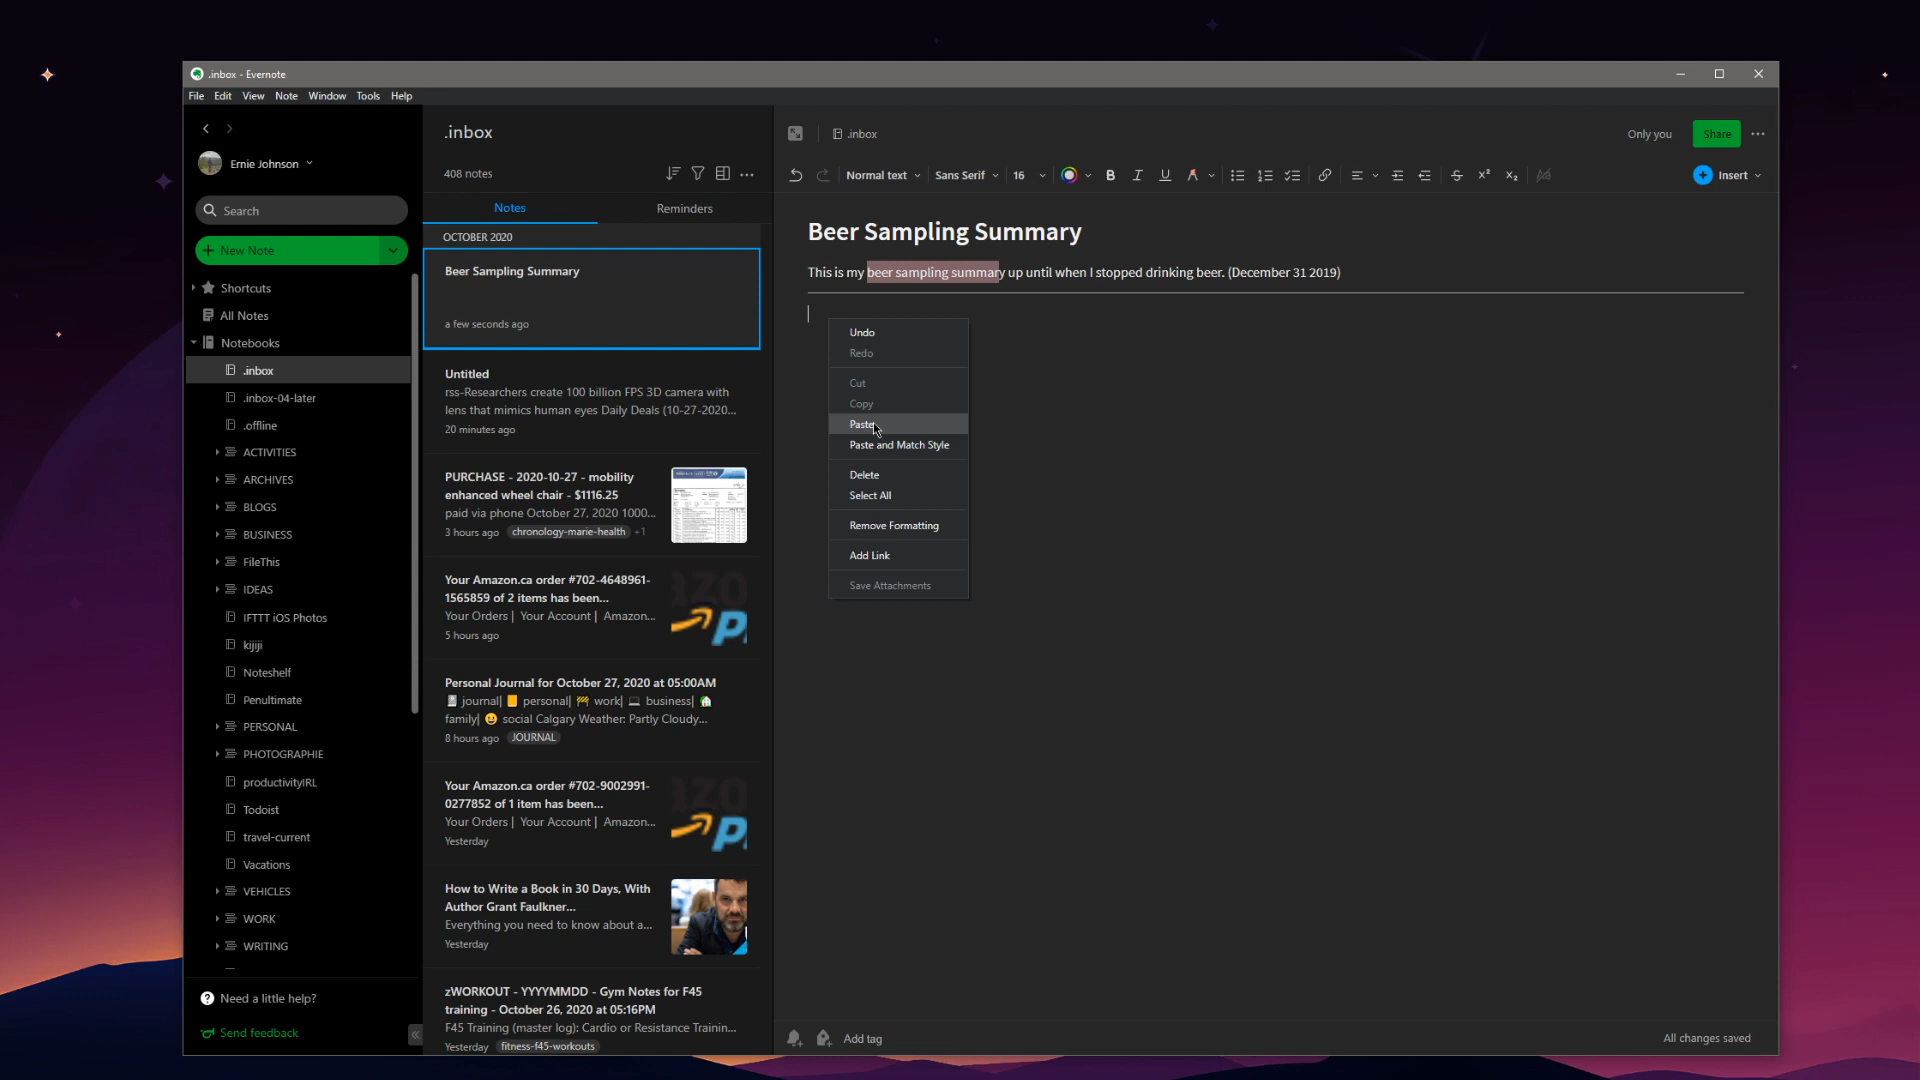 .inbox - Evernote
File Edit View Note Window Tools Help
Ernie Johnson
Search
New Note
Shortcuts
All Notes
Notebooks
.inbox
.inbox-04-later
.offline
ACTIVITIES
ARCHIVES
BLOGS
BUSINESS
FileThis
IDEAS
IFTTT iOS Photos
kijiji
Noteshelf
Penultimate
PERSONAL
PHOTOGRAPHIE
productivityIRL
Todoist
travel-current
Vacations
VEHICLES
WORK
WRITING
Need a little help?
Send feedback
.inbox
408 notes
Notes Reminders
OCTOBER 2020
Beer Sampling Summary
a few seconds ago
Untitled
rss-Researchers create 100 billion FPS 3D camera with
lens that mimics human eyes Daily Deals (10-27-2020...
20 minutes ago
PURCHASE - 2020-10-27 - mobility
enhanced wheel chair - $1116.25
paid via phone October 27, 2020 1000...
3 hours ago chronology-marie-health +1
Your Amazon.ca order #702-4648961-
1565859 of 2 items has been...
Your Orders | Your Account | Amazon...
5 hours ago
Personal Journal for October 27, 2020 at 05:00AM
journal| personal| work| business|
family| social Calgary Weather: Partly Cloudy...
8 hours ago JOURNAL
Your Amazon.ca order #702-9002991-
0277852 of 1 item has been...
Your Orders | Your Account | Amazon...
Yesterday
How to Write a Book in 30 Days, With
Author Grant Faulkner...
Everything you need to know about a...
Yesterday
zWORKOUT - YYYYMMDD - Gym Notes for F45
training - October 26, 2020 at 05:16PM
F45 Training (master log): Cardio or Resistance Trainin...
Yesterday fitness-f45-workouts
.inbox
Only you Share
Normal text Sans Serif 16 B I U Insert
Beer Sampling Summary
This is my beer sampling summary up until when I stopped drinking beer. (December 31 2019)
Undo
Redo
Cut
Copy
Paste
Paste and Match Style
Delete
Select All
Remove Formatting
Add Link
Save Attachments
Add tag
All changes saved